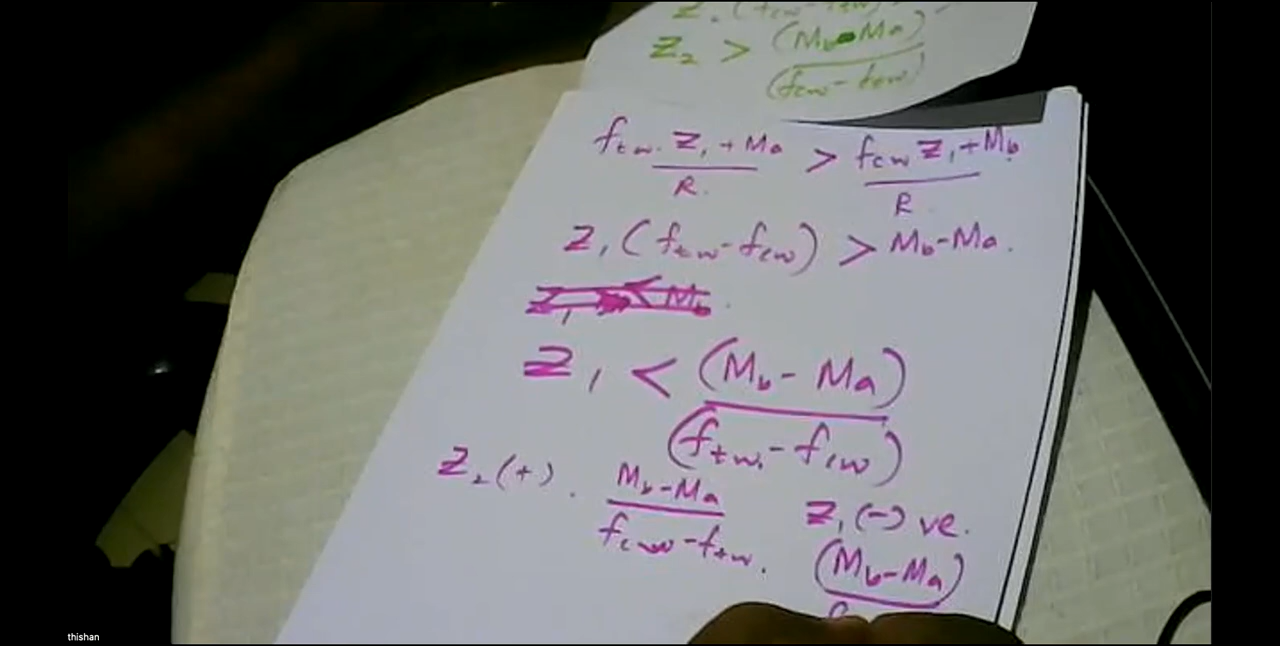 Z₂ > (Mb - Ma) / (fcw - ftw)
ftw. Z₁ + Ma / R. > fcw Z₁ + Mb / R
Z₁ (ftw - fcw) > Mb - Ma.
Z₁ < (Mb - Ma) / (ftw. - fcw)
Z₂ (+). Mb - Ma / fcw - ftw.
Z₁ (-) ve. (Mb - Ma)
thishan